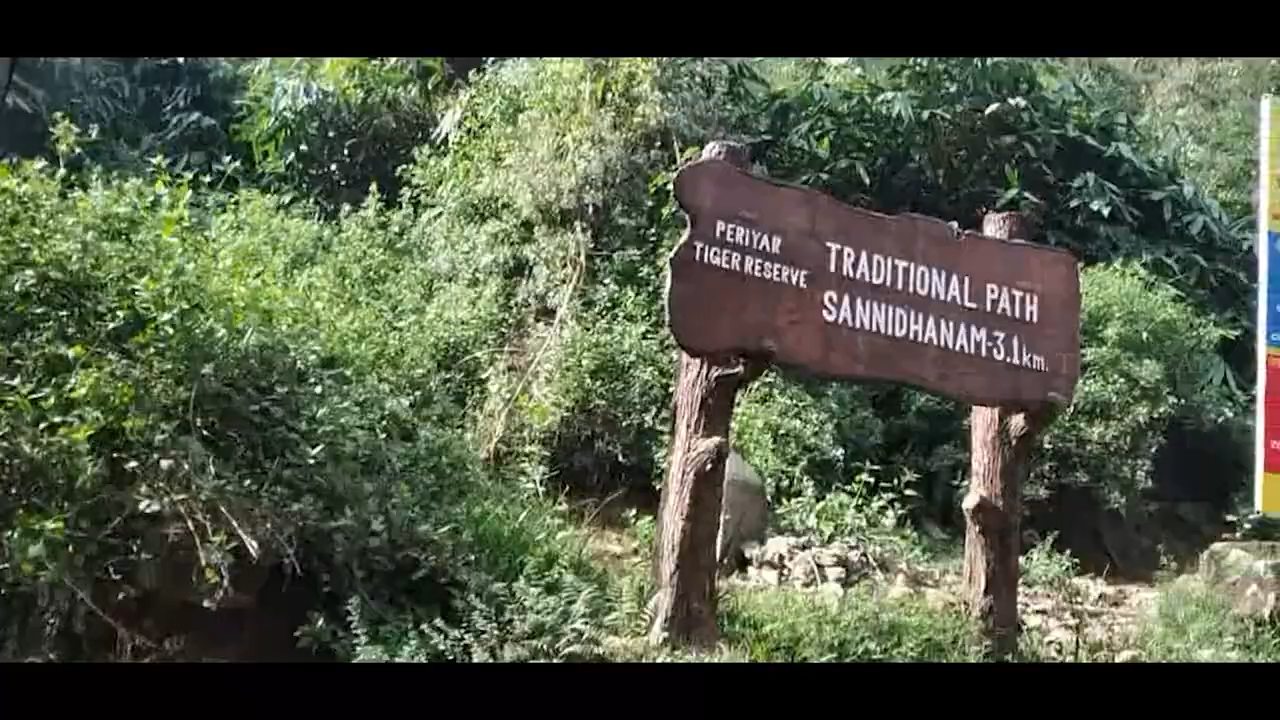 PERIYAR
TIGER RESERVE
TRADITIONAL PATH
SANNIDHANAM-3.1km.